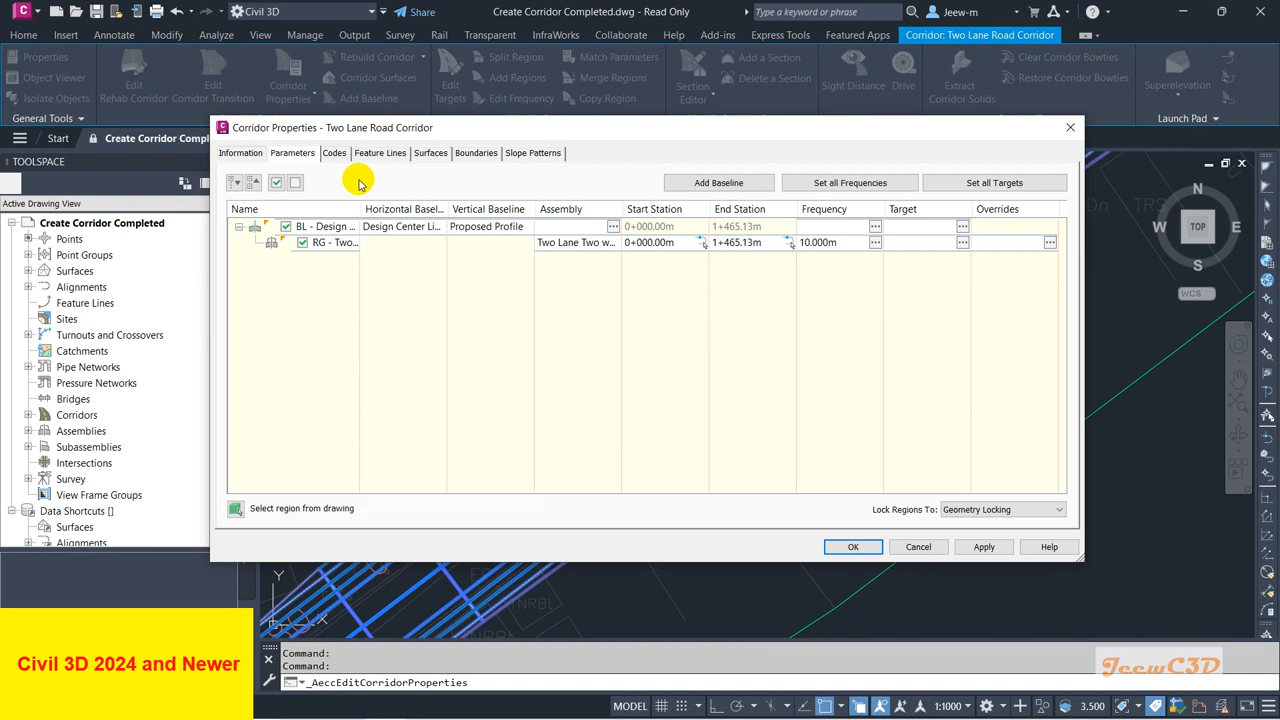 Civil 3D
Share
Create Corridor Completed.dwg - Read Only
Type a keyword or phrase
Jeew-m
Home Insert Annotate Modify Analyze View Manage Output Survey Rail Transparent InfraWorks Collaborate Help Add-ins Express Tools Featured Apps Corridor: Two Lane Road Corridor
Properties
Object Viewer
Isolate Objects
Edit
Rehab Corridor
Edit
Corridor Transition
Corridor
Properties
Rebuild Corridor
Corridor Surfaces
Add Baseline
Edit
Targets
Split Region
Add Regions
Edit Frequency
Match Parameters
Merge Regions
Copy Region
Section
Editor
Add a Section
Delete a Section
Sight Distance
Drive
Extract
Corridor Solids
Clear Corridor Bowties
Restore Corridor Bowties
Superelevation
General Tools
Launch Pad
Start
Create Corridor Compl
TOOLSPACE
Active Drawing View
Create Corridor Completed
Points
Point Groups
Surfaces
Alignments
Feature Lines
Sites
Turnouts and Crossovers
Catchments
Pipe Networks
Pressure Networks
Bridges
Corridors
Assemblies
Subassemblies
Intersections
Survey
View Frame Groups
Data Shortcuts []
Surfaces
Alignments
Corridor Properties - Two Lane Road Corridor
Information Parameters Codes Feature Lines Surfaces Boundaries Slope Patterns
Add Baseline Set all Frequencies Set all Targets
Name Horizontal Basel... Vertical Baseline Assembly Start Station End Station Frequency Target Overrides
BL - Design ... Design Center Li... Proposed Profile 0+000.00m 1+465.13m
RG - Two... Two Lane Two w... 0+000.00m 1+465.13m 10.000m
Select region from drawing
Lock Regions To: Geometry Locking
OK Cancel Apply Help
N
W TOP E
S
WCS
Y
X
Command:
Command:
_AeccEditCorridorProperties
MODEL 1:1000 3.500
Civil 3D 2024 and Newer
JeewC3D